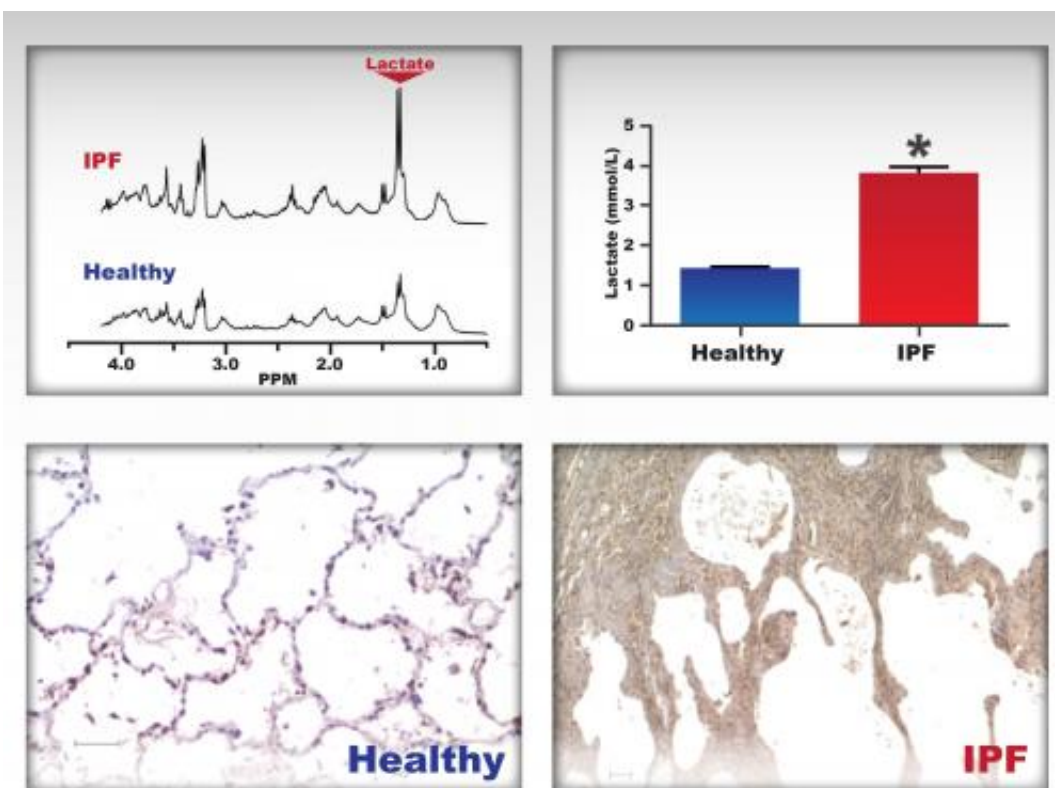 Lactate
IPF
Healthy
4.0 3.0 2.0 1.0
PPM
Lactate (mmol/L)
5
4
3
2
1
0
*
Healthy IPF
Healthy
IPF